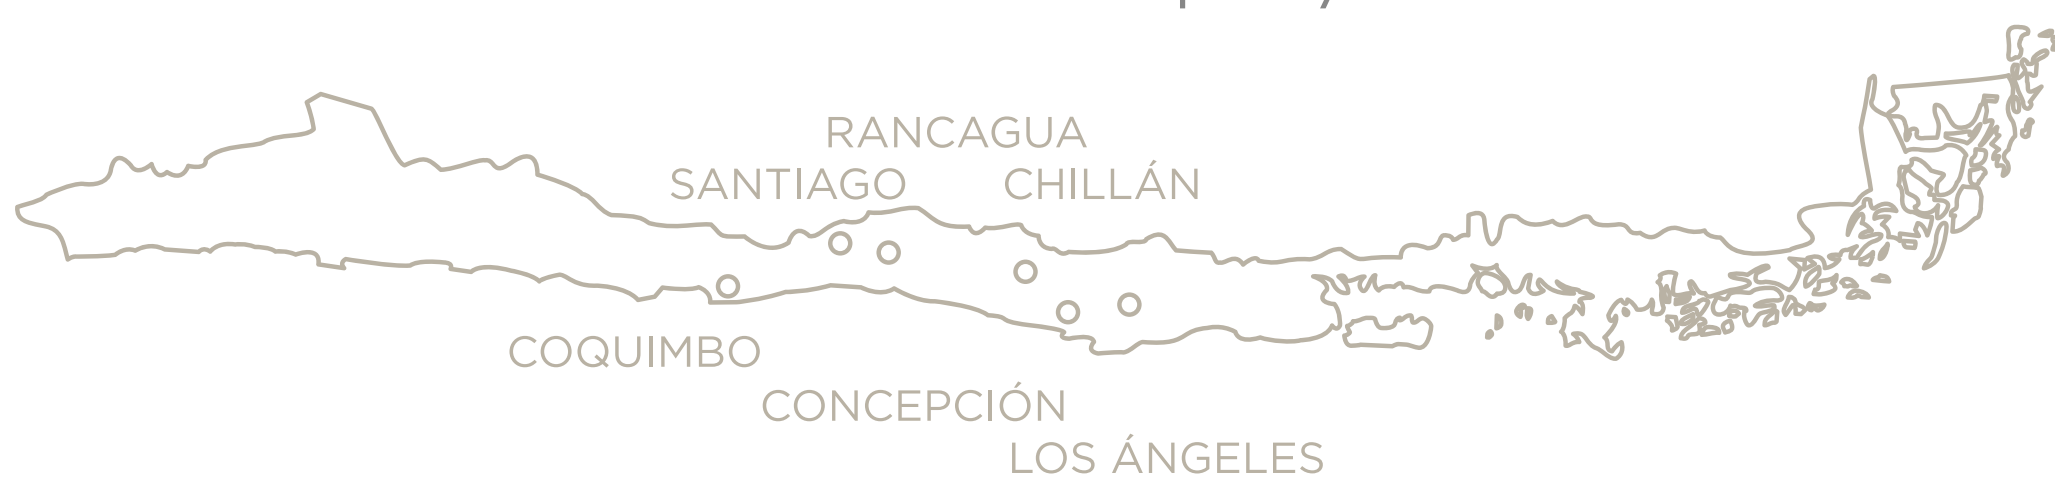 RANCAGUA
SANTIAGO CHILLÁN
COQUIMBO
CONCEPCIÓN
LOS ÁNGELES